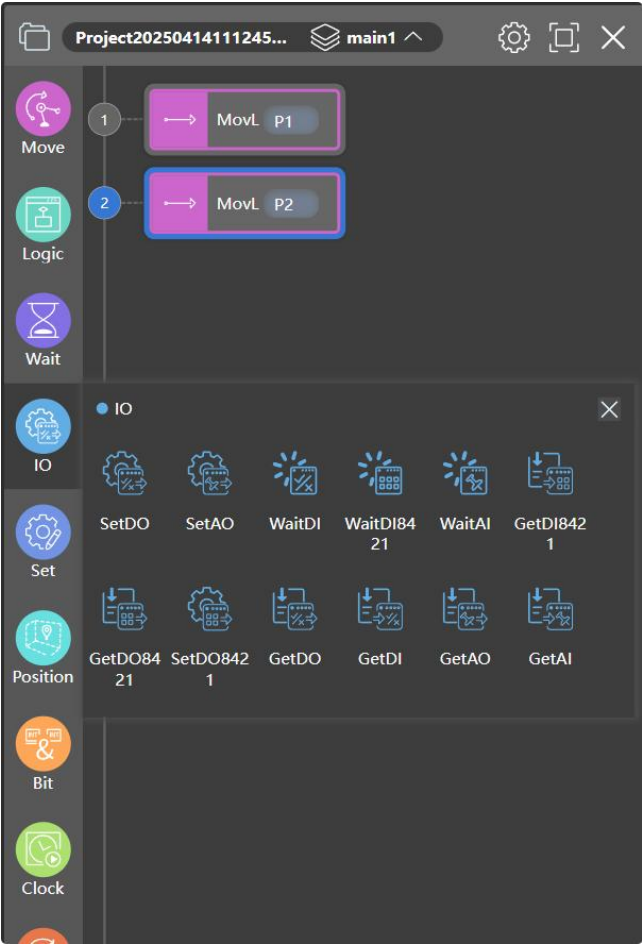 Project20250414111245... main1
1 MovL P1
Move
2 MovL P2
Logic
Wait
IO
IO
SetDO SetAO WaitDI WaitDI84 WaitAI GetDI842
21 1
Set
GetDO84 SetDO842 GetDO GetDI GetAO GetAI
21 1
Position
Bit
Clock